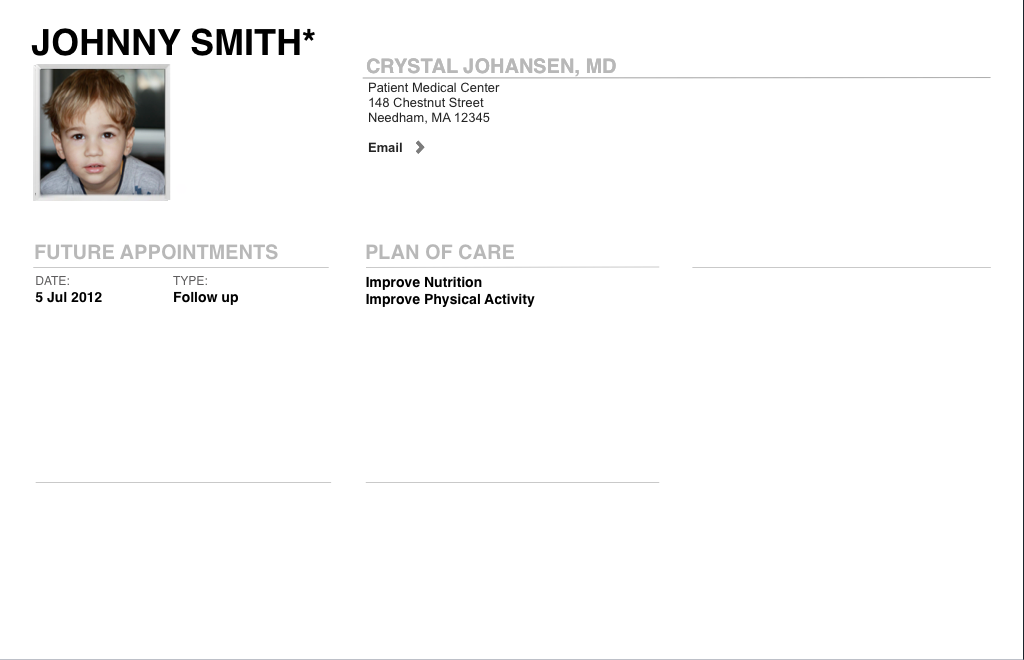 JOHNNY SMITH*
CRYSTAL JOHANSEN, MD
Patient Medical Center
148 Chestnut Street
Needham, MA 12345
Email
FUTURE APPOINTMENTS
DATE: TYPE:
5 Jul 2012 Follow up
PLAN OF CARE
Improve Nutrition
Improve Physical Activity